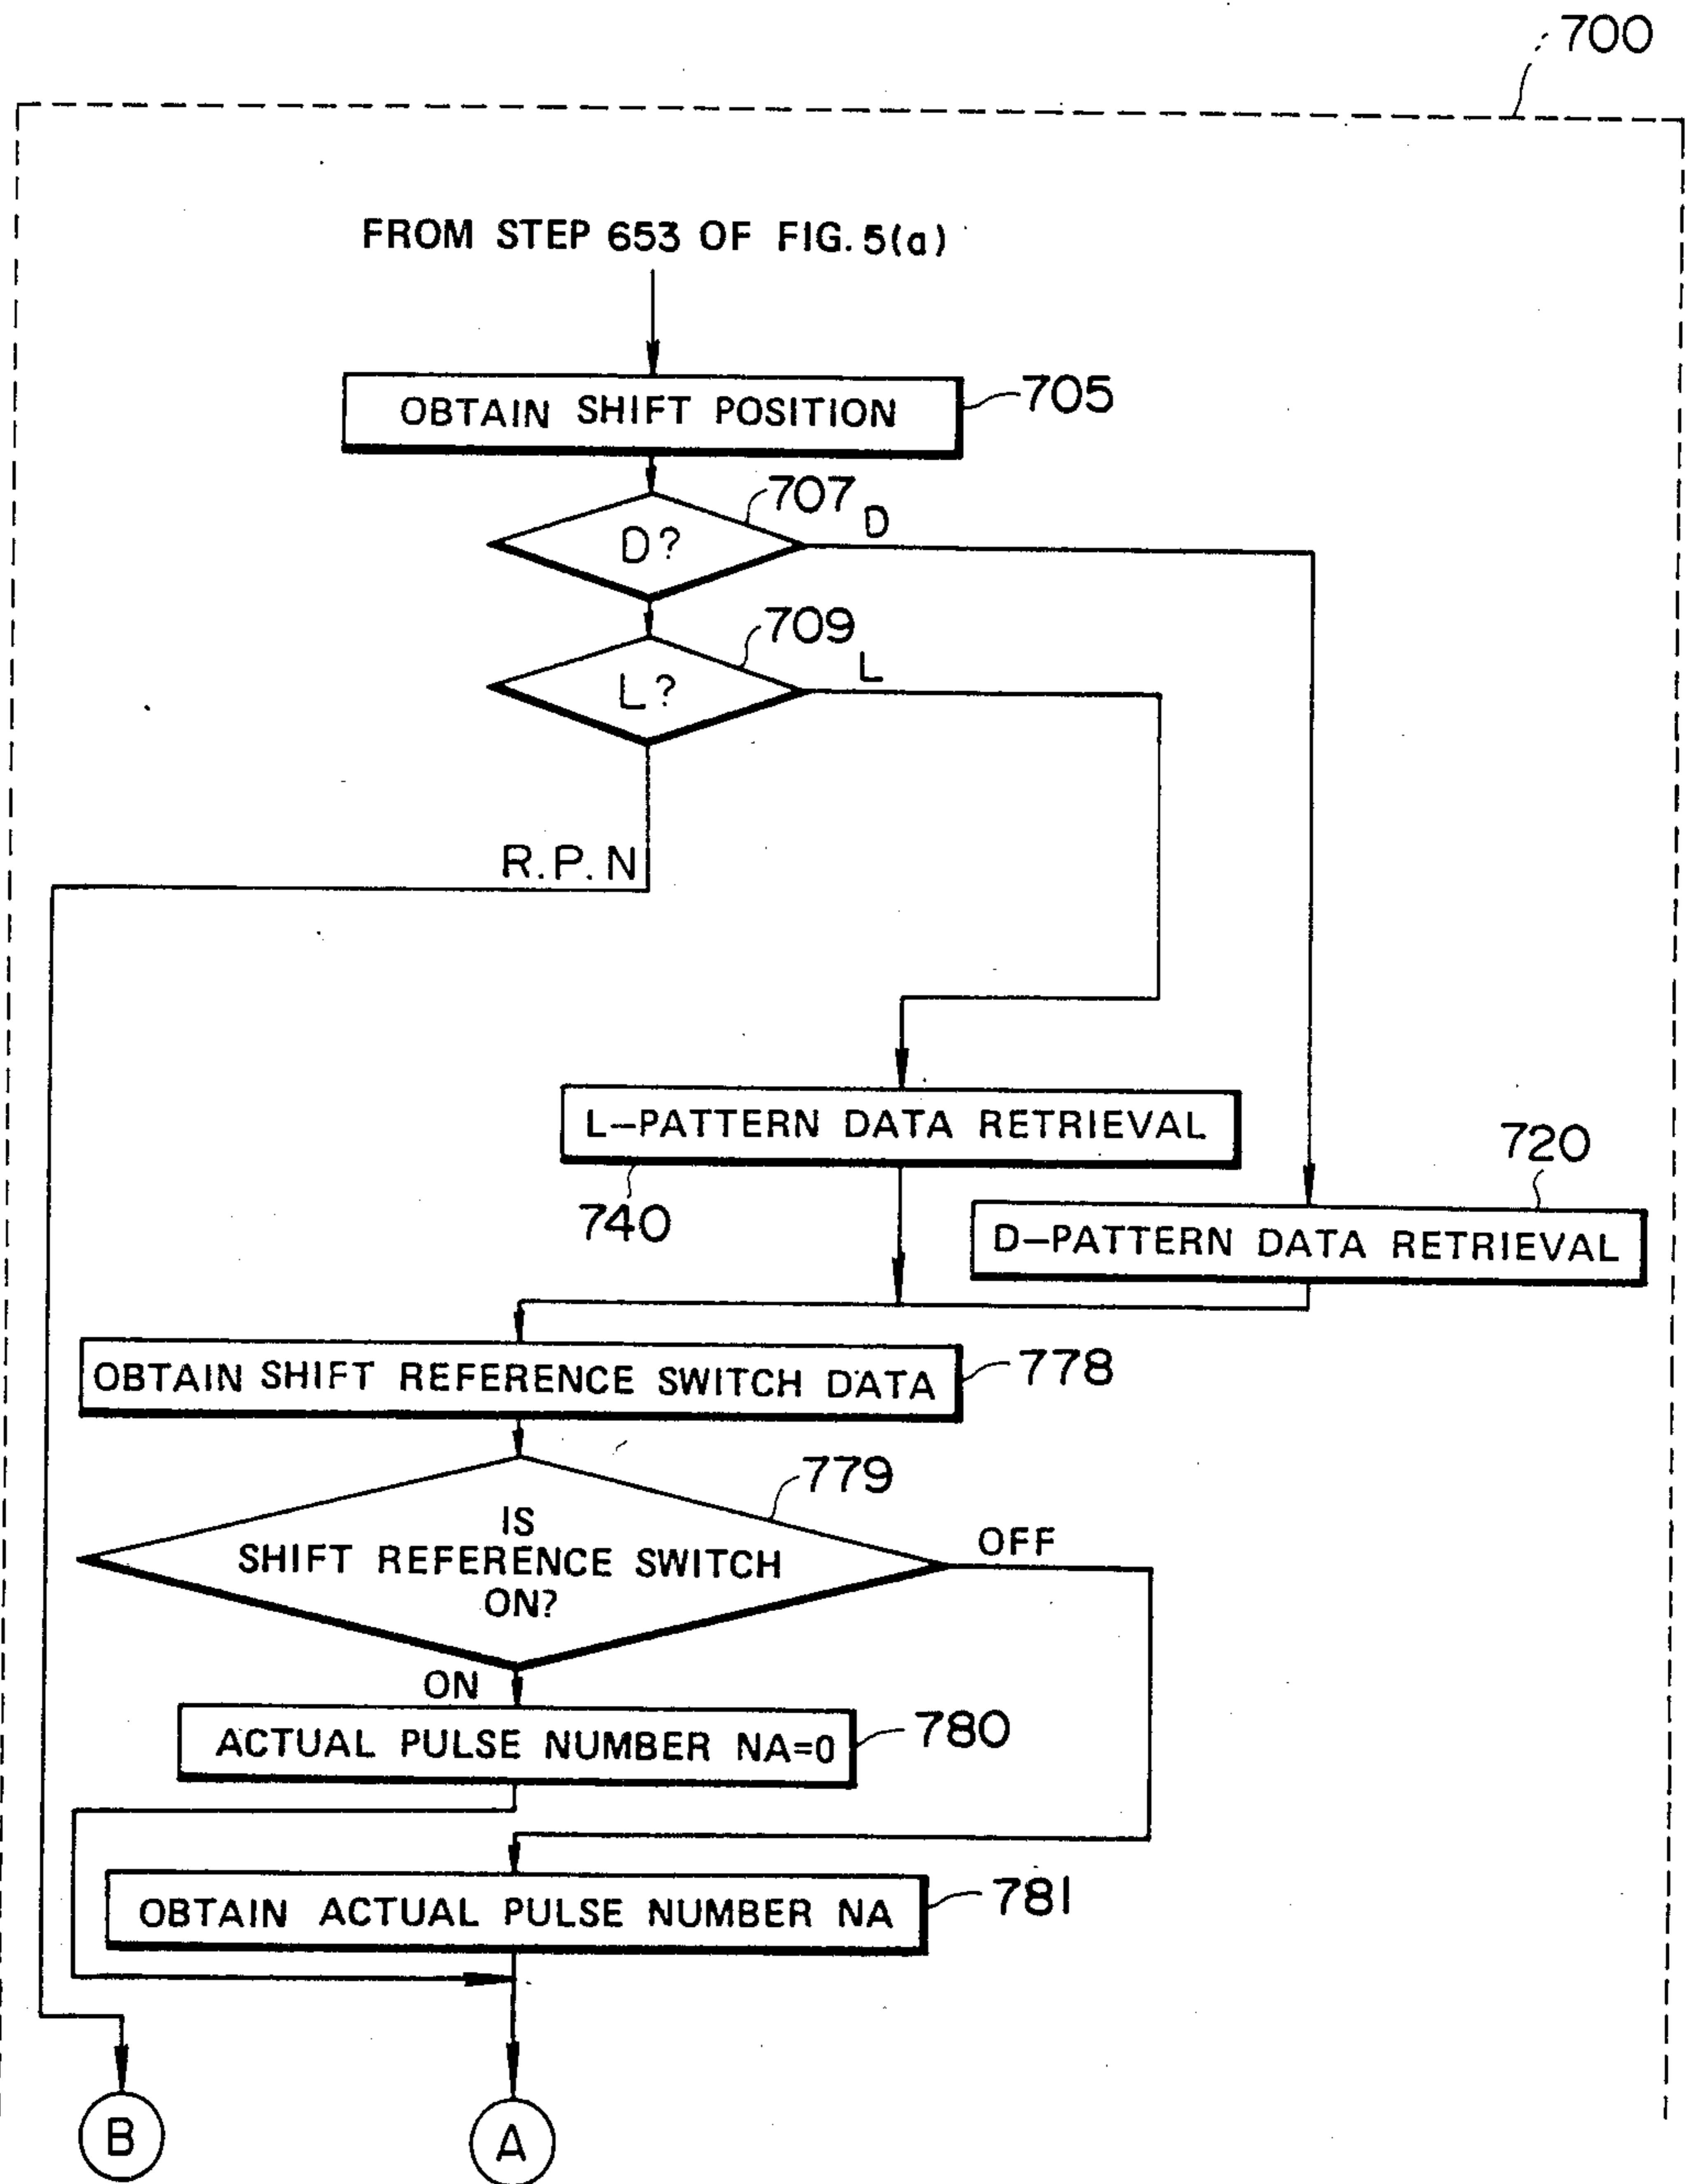 700
FROM STEP 653 OF FIG. 5(a)
OBTAIN SHIFT POSITION
705
707
D
D?
709
L
L?
R.P.N
L-PATTERN DATA RETRIEVAL
740
720
D-PATTERN DATA RETRIEVAL
OBTAIN SHIFT REFERENCE SWITCH DATA
778
779
IS
SHIFT REFERENCE SWITCH
ON?
OFF
ON
ACTUAL PULSE NUMBER NA=0
780
OBTAIN ACTUAL PULSE NUMBER NA
781
B
A